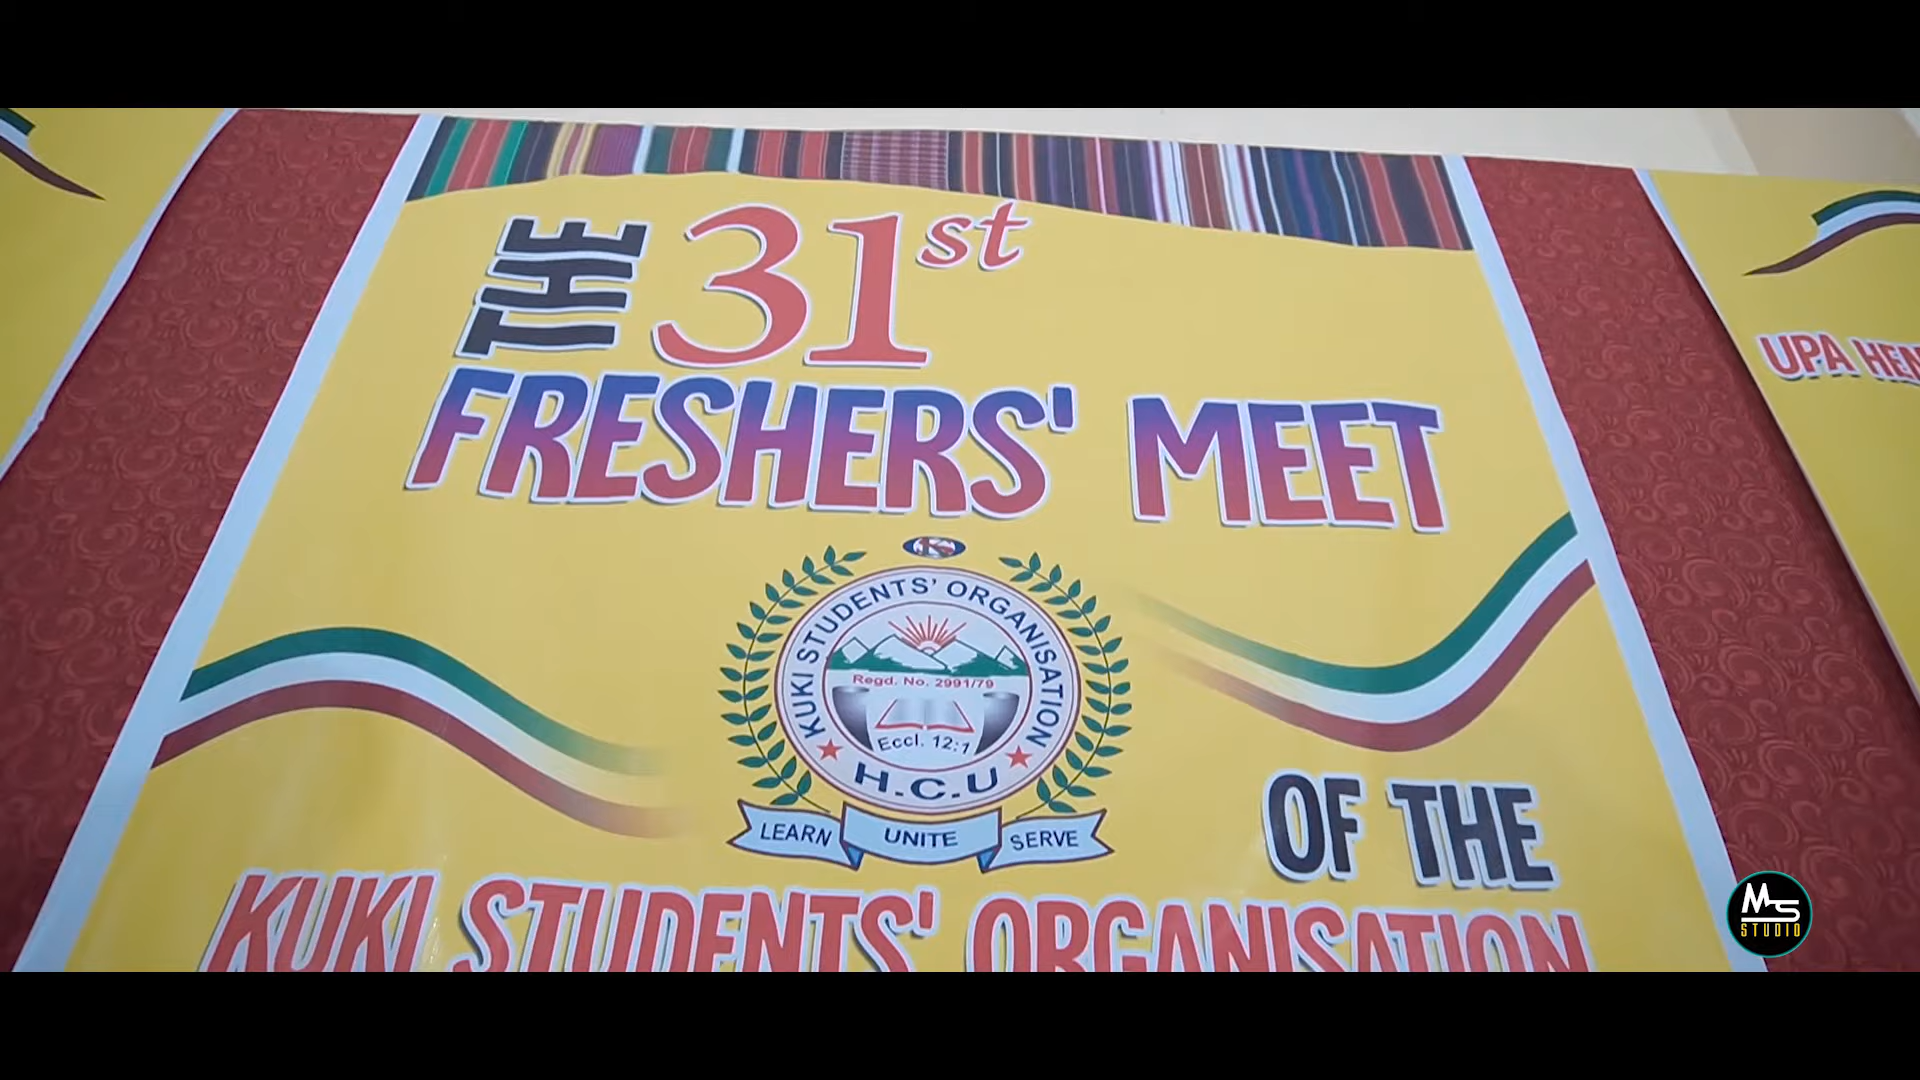 THE 31st
FRESHERS' MEET
K
KUKI STUDENTS' ORGANISATION
Regd. No. 2991/79
Eccl. 12:1
H.C.U
LEARN UNITE SERVE
OF THE
KUKI STUDENTS' ORGANISATION
UPA
MS
STUDIO